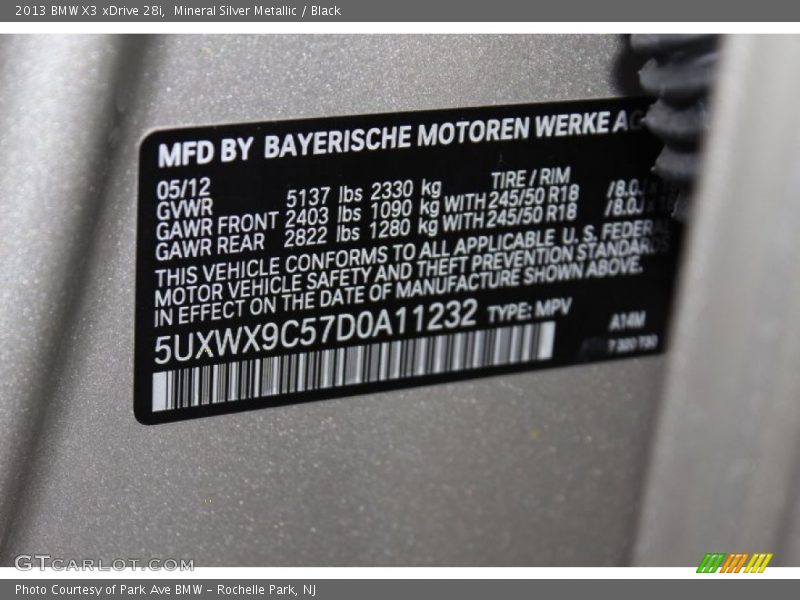 2013 BMW X3 xDrive 28i, Mineral Silver Metallic / Black
MFD BY BAYERISCHE MOTOREN WERKE AG
05/12 TIRE / RIM
GVWR 5137 lbs 2330 kg
GAWR FRONT 2403 lbs 1090 kg WITH 245/50 R18 /8.0J x
GAWR REAR 2822 lbs 1280 kg WITH 245/50 R18 /8.0J x
THIS VEHICLE CONFORMS TO ALL APPLICABLE U. S. FEDERAL
MOTOR VEHICLE SAFETY AND THEFT PREVENTION STANDARDS
IN EFFECT ON THE DATE OF MANUFACTURE SHOWN ABOVE.
5UXWX9C57D0A11232 TYPE: MPV
A14M
GTCARLOT.COM
Photo Courtesy of Park Ave BMW - Rochelle Park, NJ